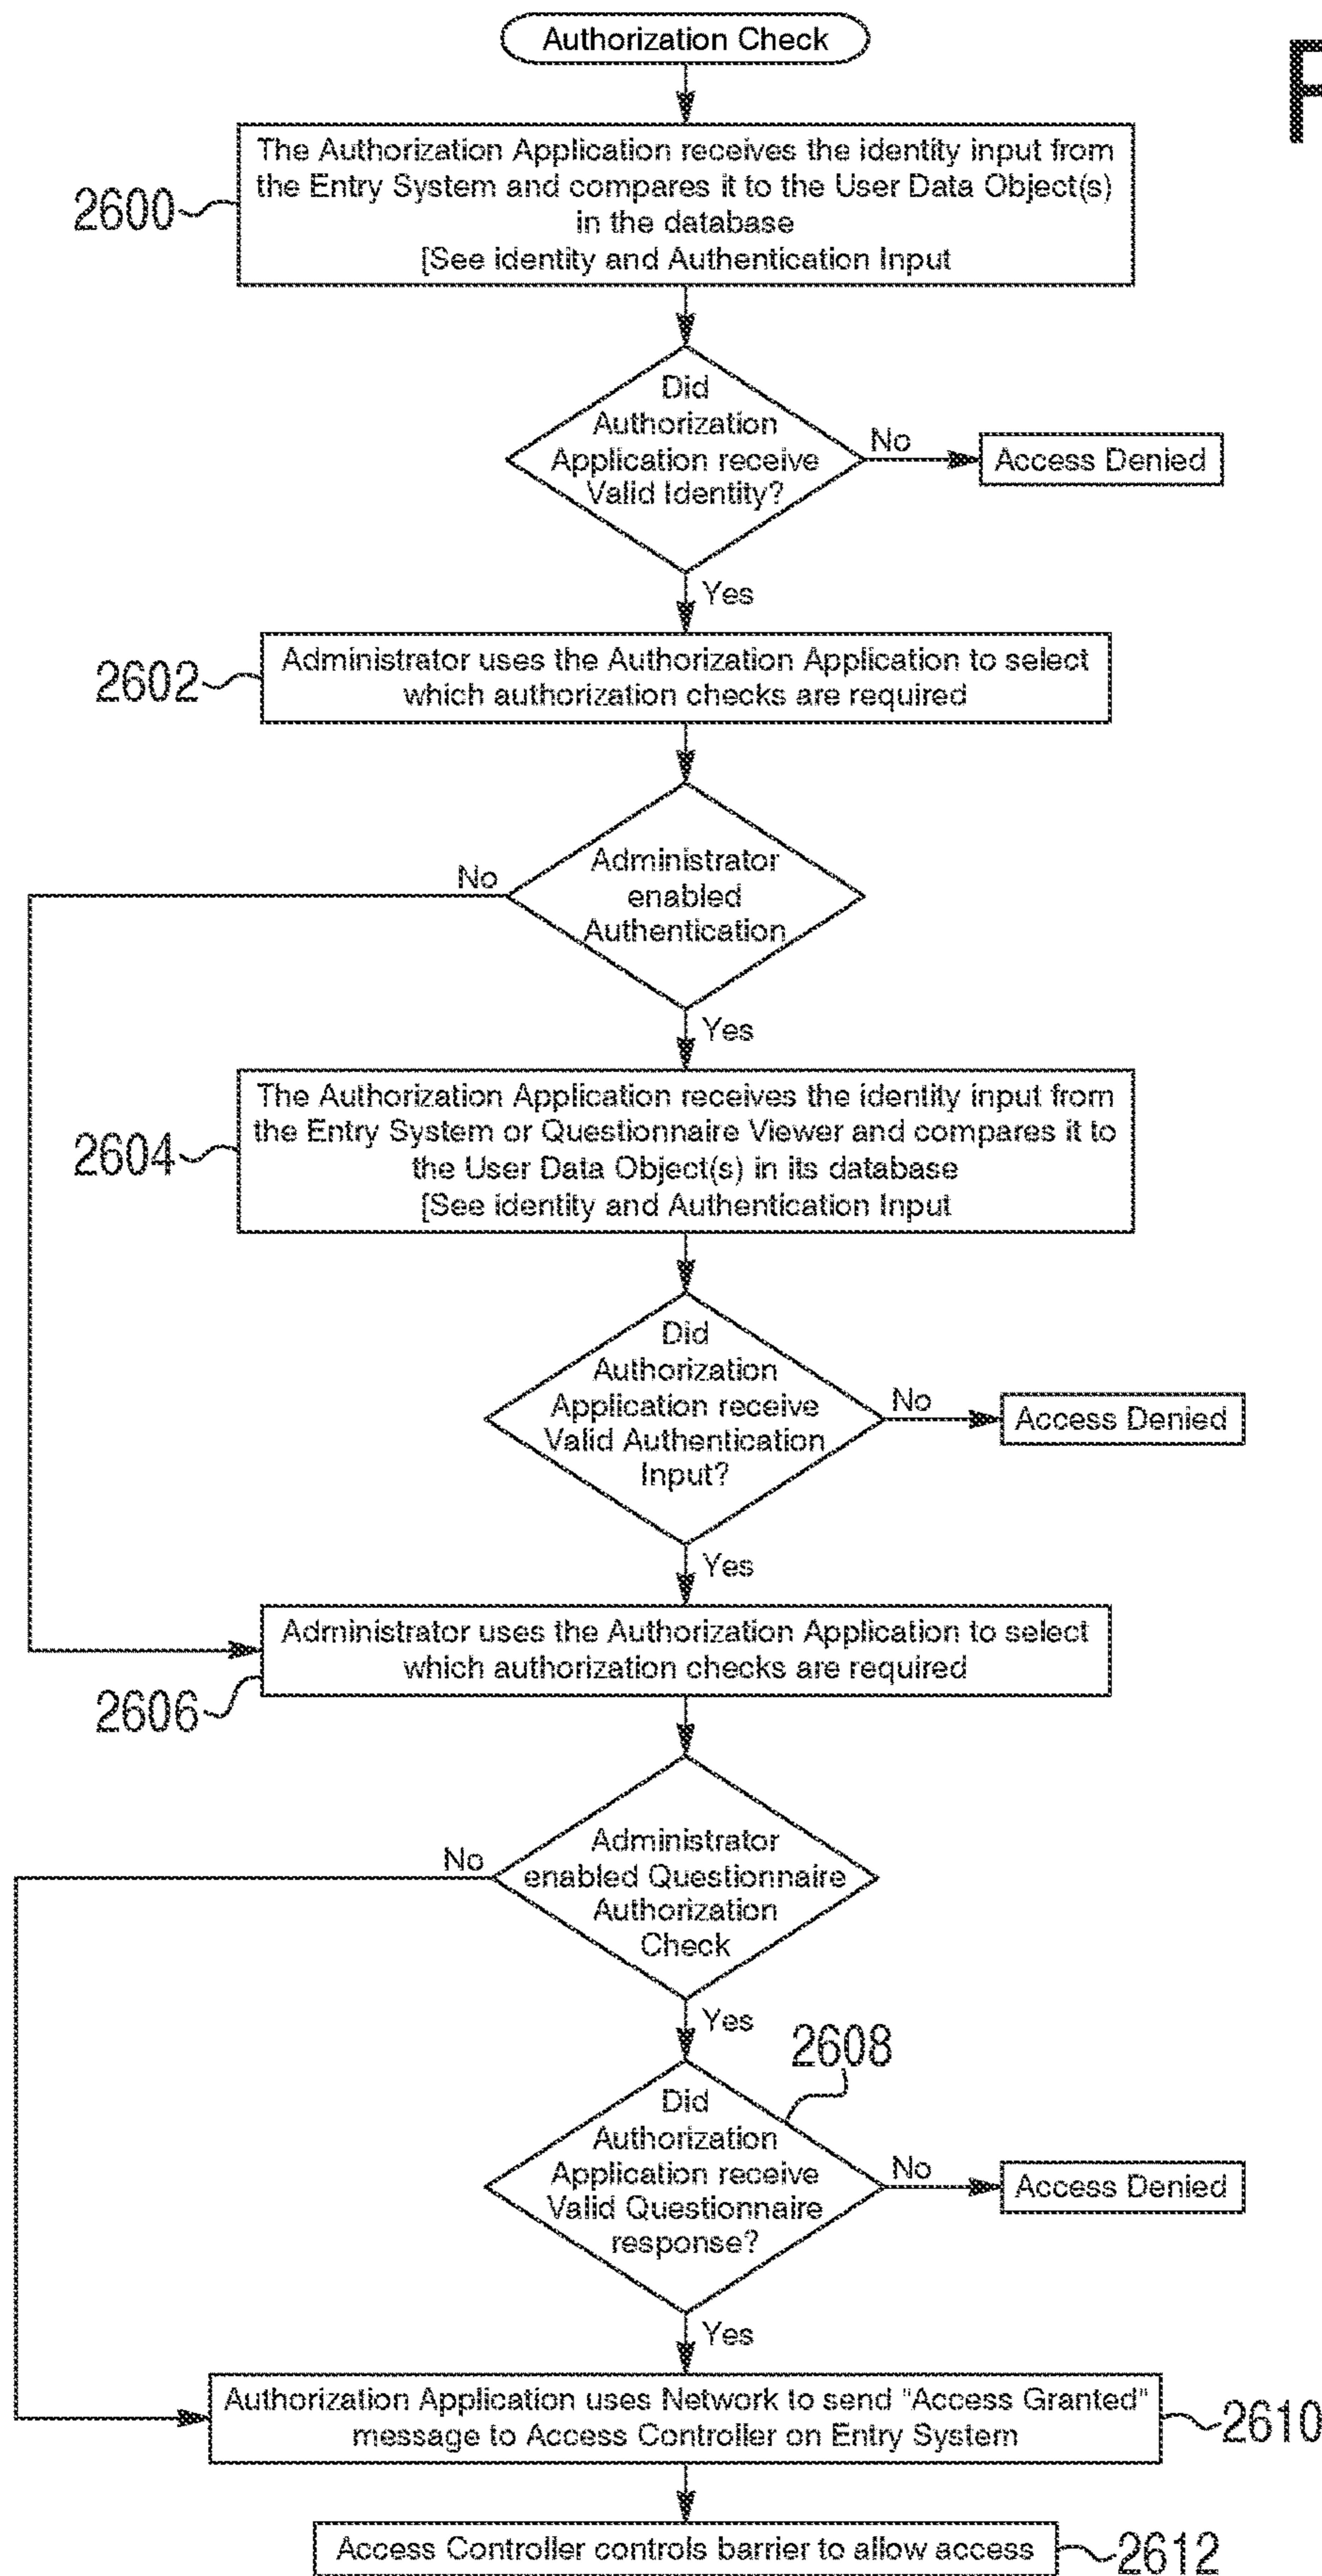 Authorization Check
F
The Authorization Application receives the identity input from
the Entry System and compares it to the User Data Object(s)
in the database
[See identity and Authentication Input
2600
Did
Authorization
Application receive
Valid Identity?
No
Access Denied
Yes
2602
Administrator uses the Authorization Application to select
which authorization checks are required
No
Administrator
enabled
Authentication
Yes
The Authorization Application receives the identity input from
the Entry System or Questionnaire Viewer and compares it to
the User Data Object(s) in its database
[See identity and Authentication Input
2604
Did
Authorization
Application receive
Valid Authentication
Input?
No
Access Denied
Yes
Administrator uses the Authorization Application to select
which authorization checks are required
2606
No
Administrator
enabled Questionnaire
Authorization
Check
Yes
2608
Did
Authorization
Application receive
Valid Questionnaire
response?
No
Access Denied
Yes
Authorization Application uses Network to send "Access Granted"
message to Access Controller on Entry System
2610
Access Controller controls barrier to allow access
2612